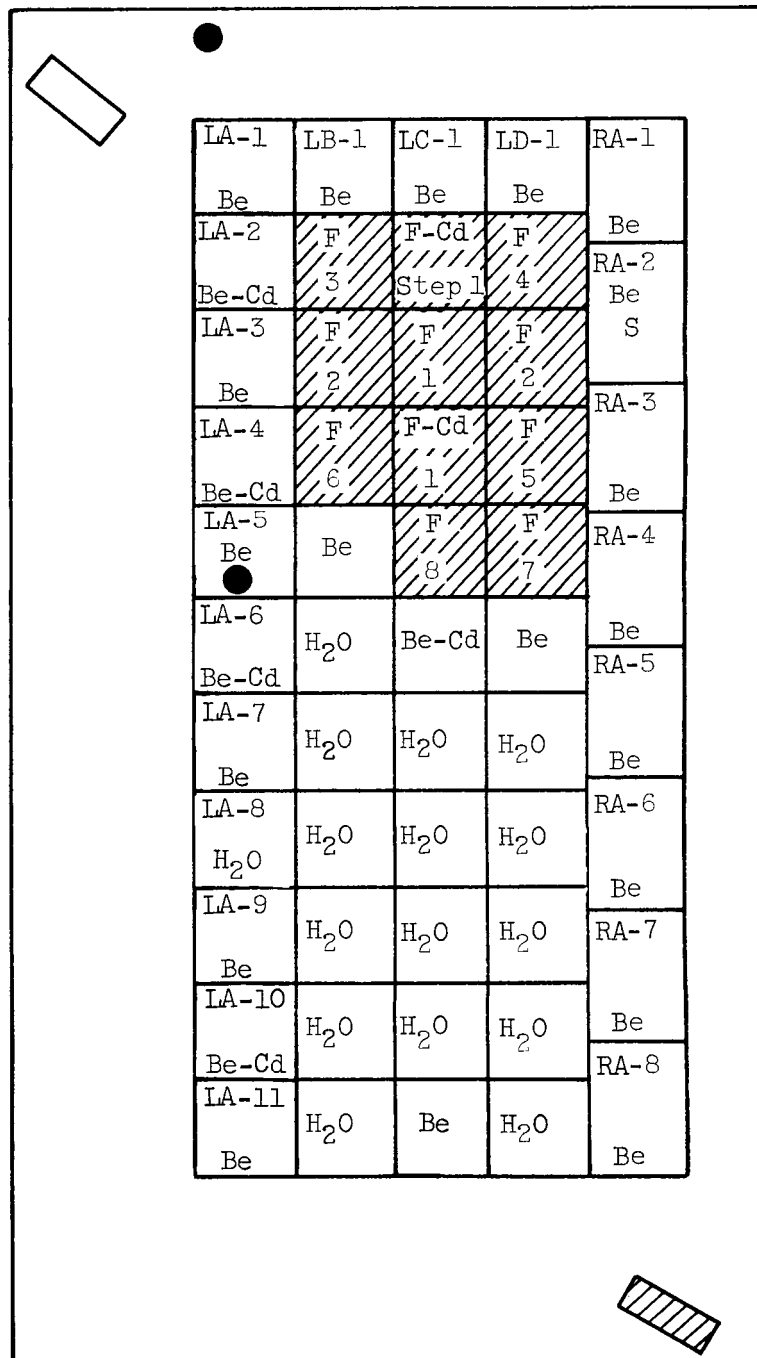 LA-1 LB-1 LC-1 LD-1 RA-1
Be Be Be Be Be
LA-2 F F-Cd F RA-2
Be-Cd 3 Step 1 4 Be
S
LA-3 F F F
Be 2 1 2
LA-4 F F-Cd F RA-3
Be-Cd 6 1 5 Be
LA-5 Be F F RA-4
Be 8 7
Be
LA-6 H₂O Be-Cd Be RA-5
Be-Cd
LA-7 H₂O H₂O H₂O
Be Be
LA-8 H₂O H₂O H₂O RA-6
H₂O Be
LA-9 H₂O H₂O H₂O RA-7
Be
LA-10 H₂O H₂O H₂O Be
Be-Cd RA-8
LA-11 H₂O Be H₂O
Be Be